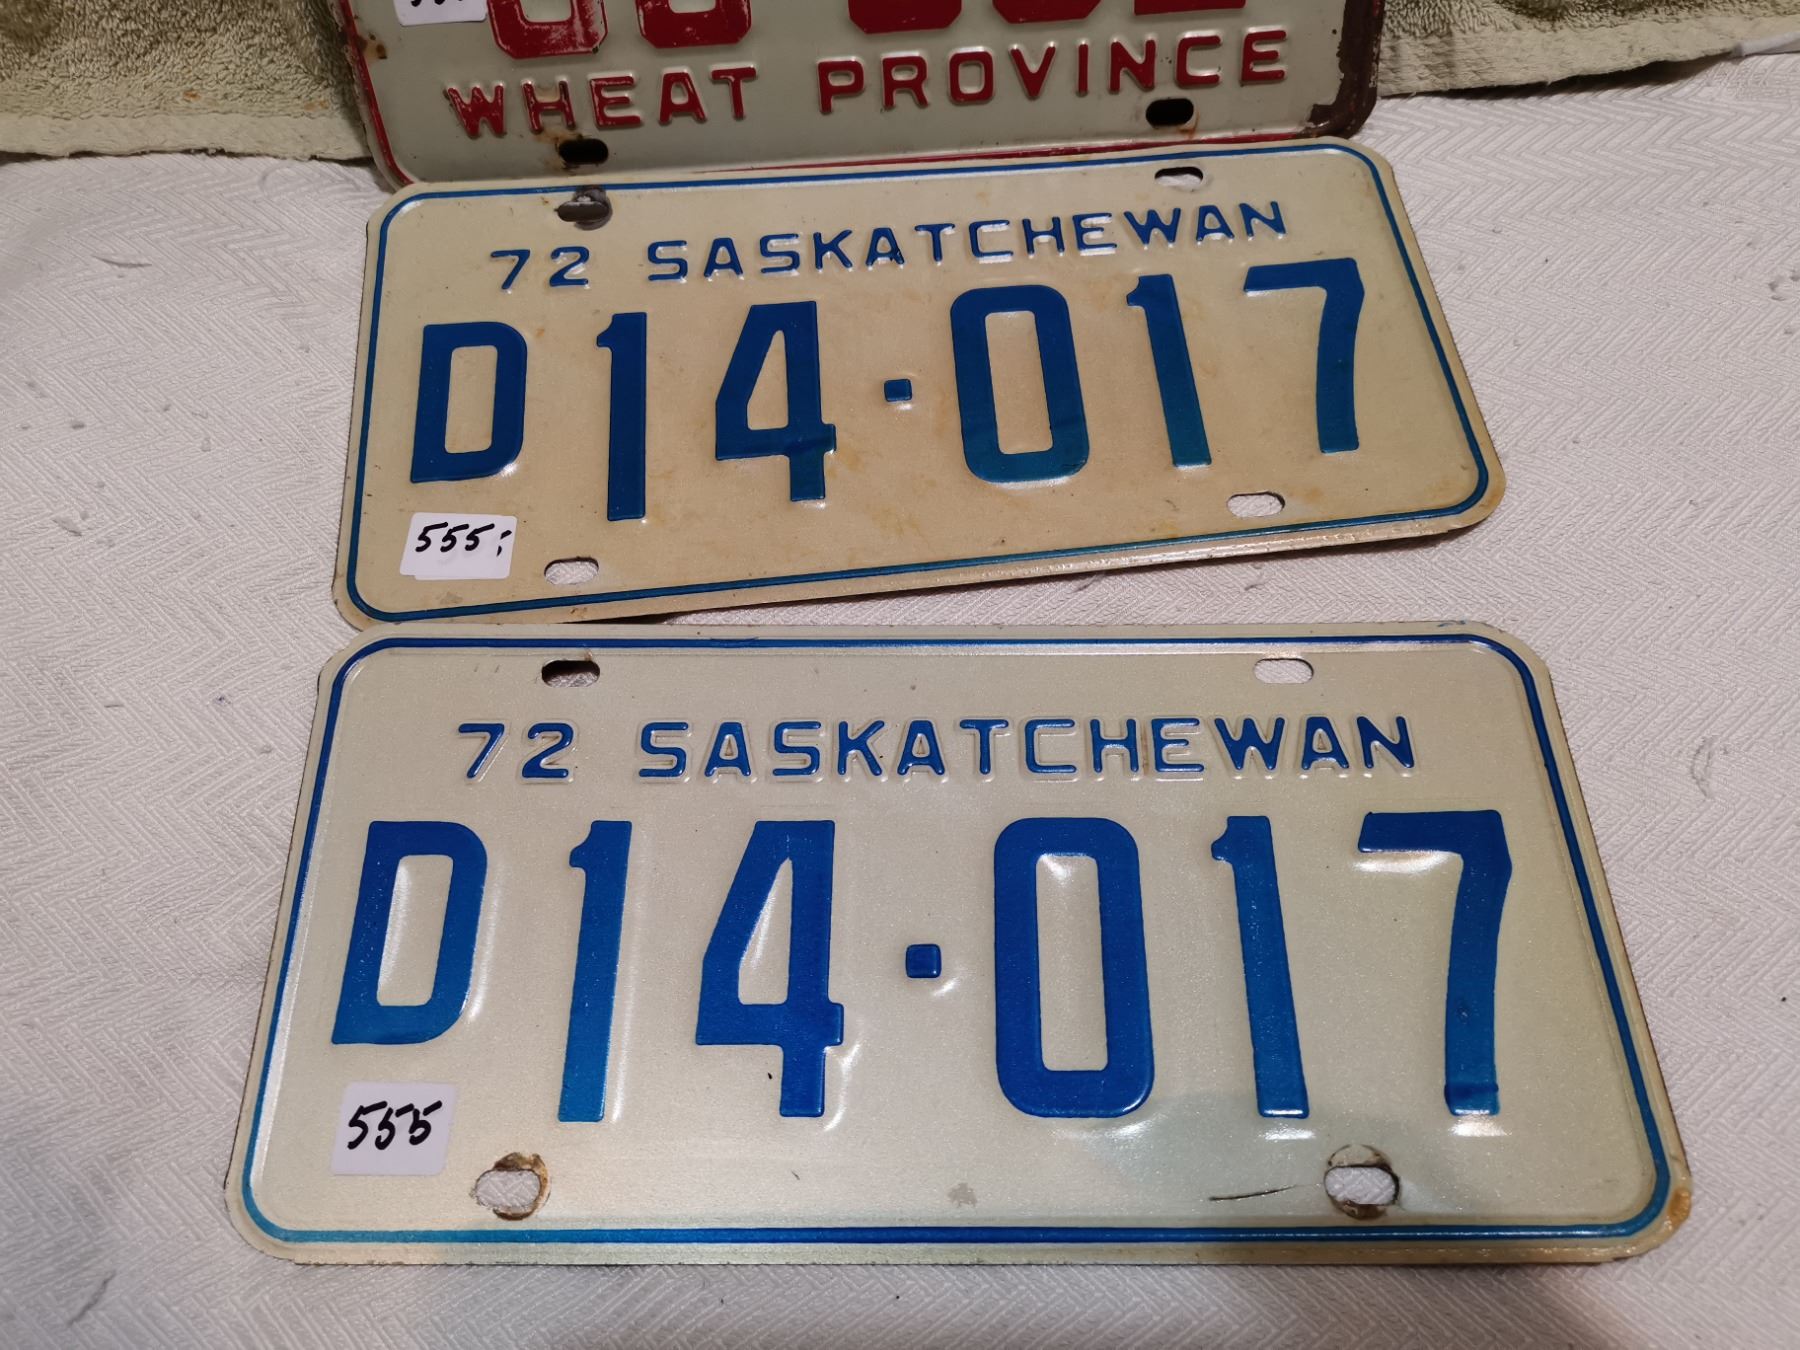 WHEAT PROVINCE
72 SASKATCHEWAN
D14·017
555;
72 SASKATCHEWAN
D14·017
555